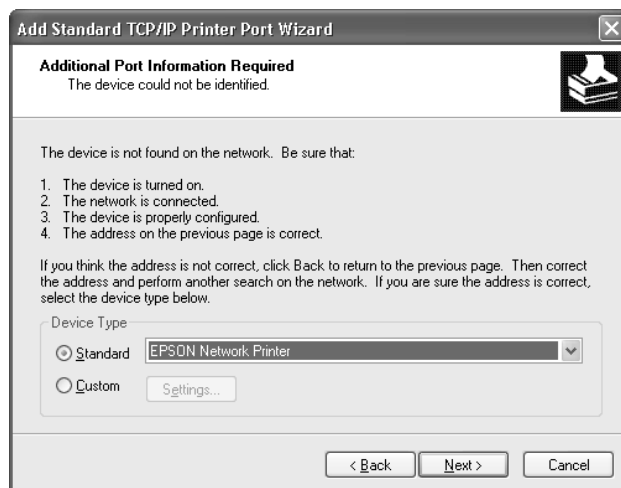 Add Standard TCP/IP Printer Port Wizard
Additional Port Information Required
The device could not be identified.
The device is not found on the network. Be sure that:
1. The device is turned on.
2. The network is connected.
3. The device is properly configured.
4. The address on the previous page is correct.
If you think the address is not correct, click Back to return to the previous page. Then correct
the address and perform another search on the network. If you are sure the address is correct,
select the device type below.
Device Type
Standard EPSON Network Printer
Custom Settings...
< Back Next > Cancel